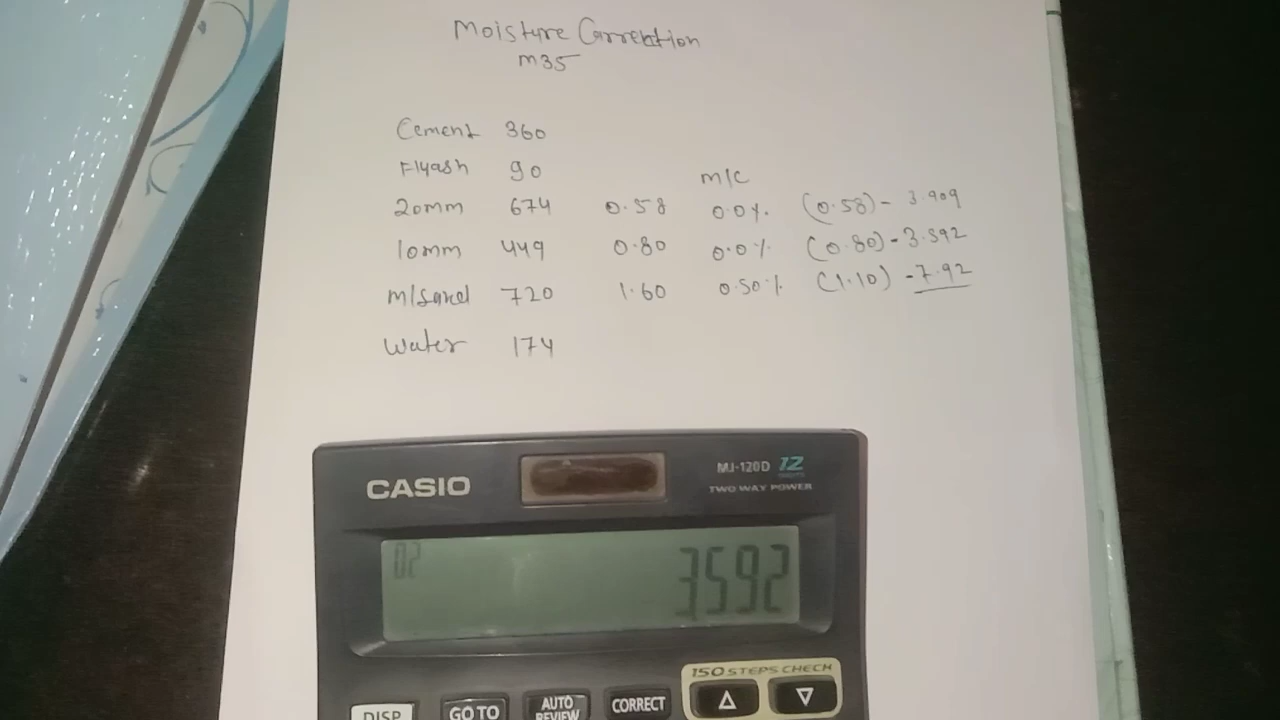 Moisture Correction
M35
Cement 360
Flyash 90
M/C
20mm 674 0.58 0.0% (0.58) - 3.909
10mm 449 0.80 0.0% (0.80) - 3.592
M/Sand 720 1.60 0.50% (1.10) - 7.92
Water 174
CASIO
MJ-120D 12 DIGITS
TWO WAY POWER
02 3592
150 STEPS CHECK
DISP GO TO AUTO REVIEW CORRECT △ ▽